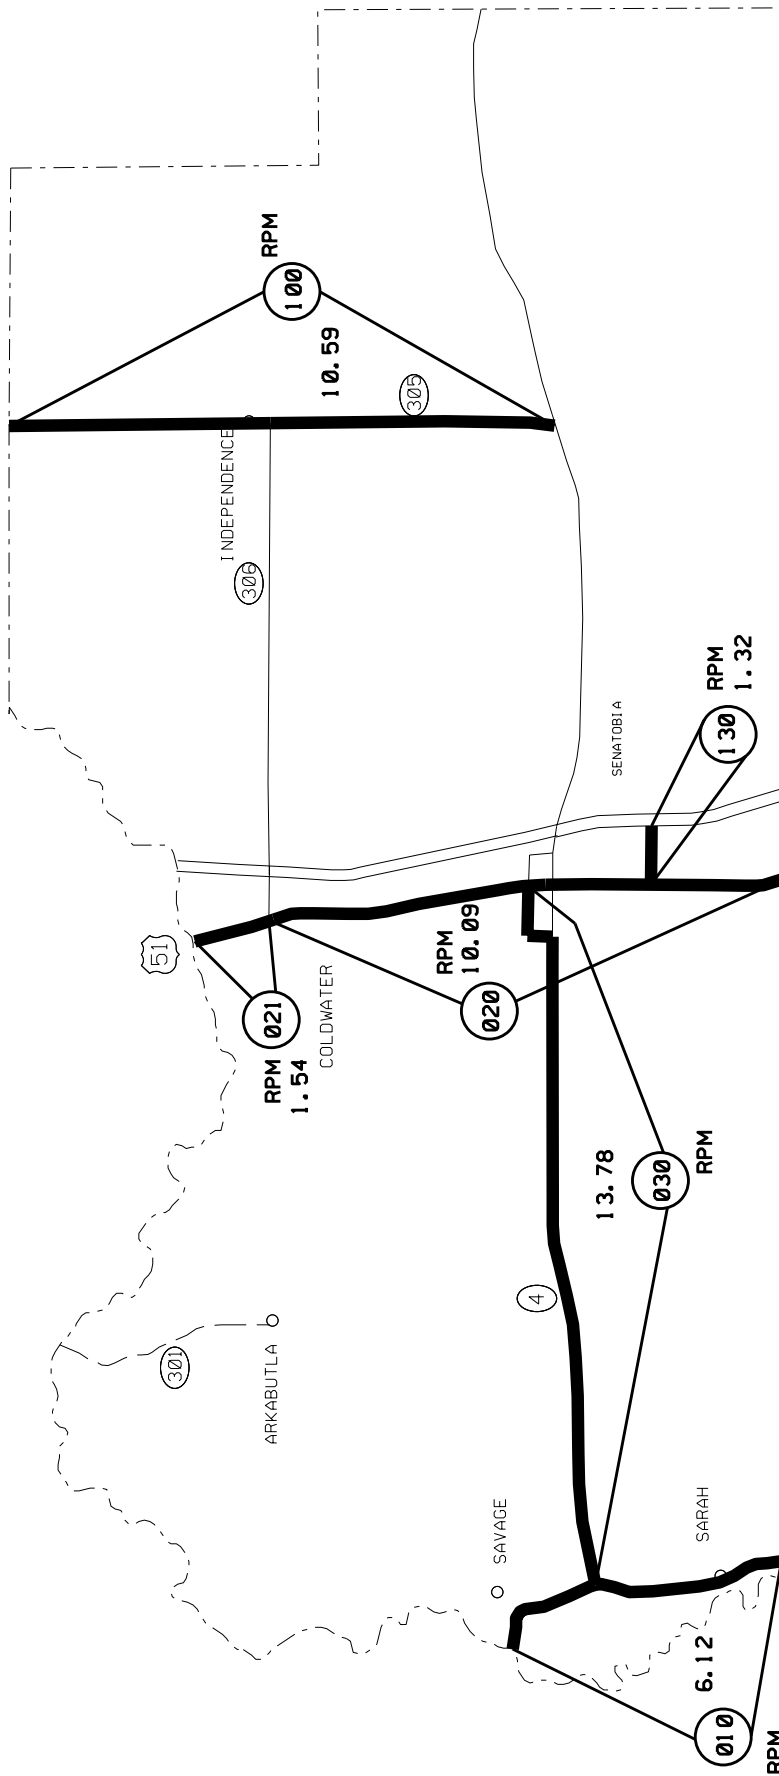 RPM
100
10.59
305
INDEPENDENCE
306
RPM
1.32
130
SENATOBIA
51
RPM
10.09
020
021
RPM
1.54
COLDWATER
13.78
030
RPM
4
301
ARKABUTLA
SAVAGE
SARAH
6.12
010
RPM